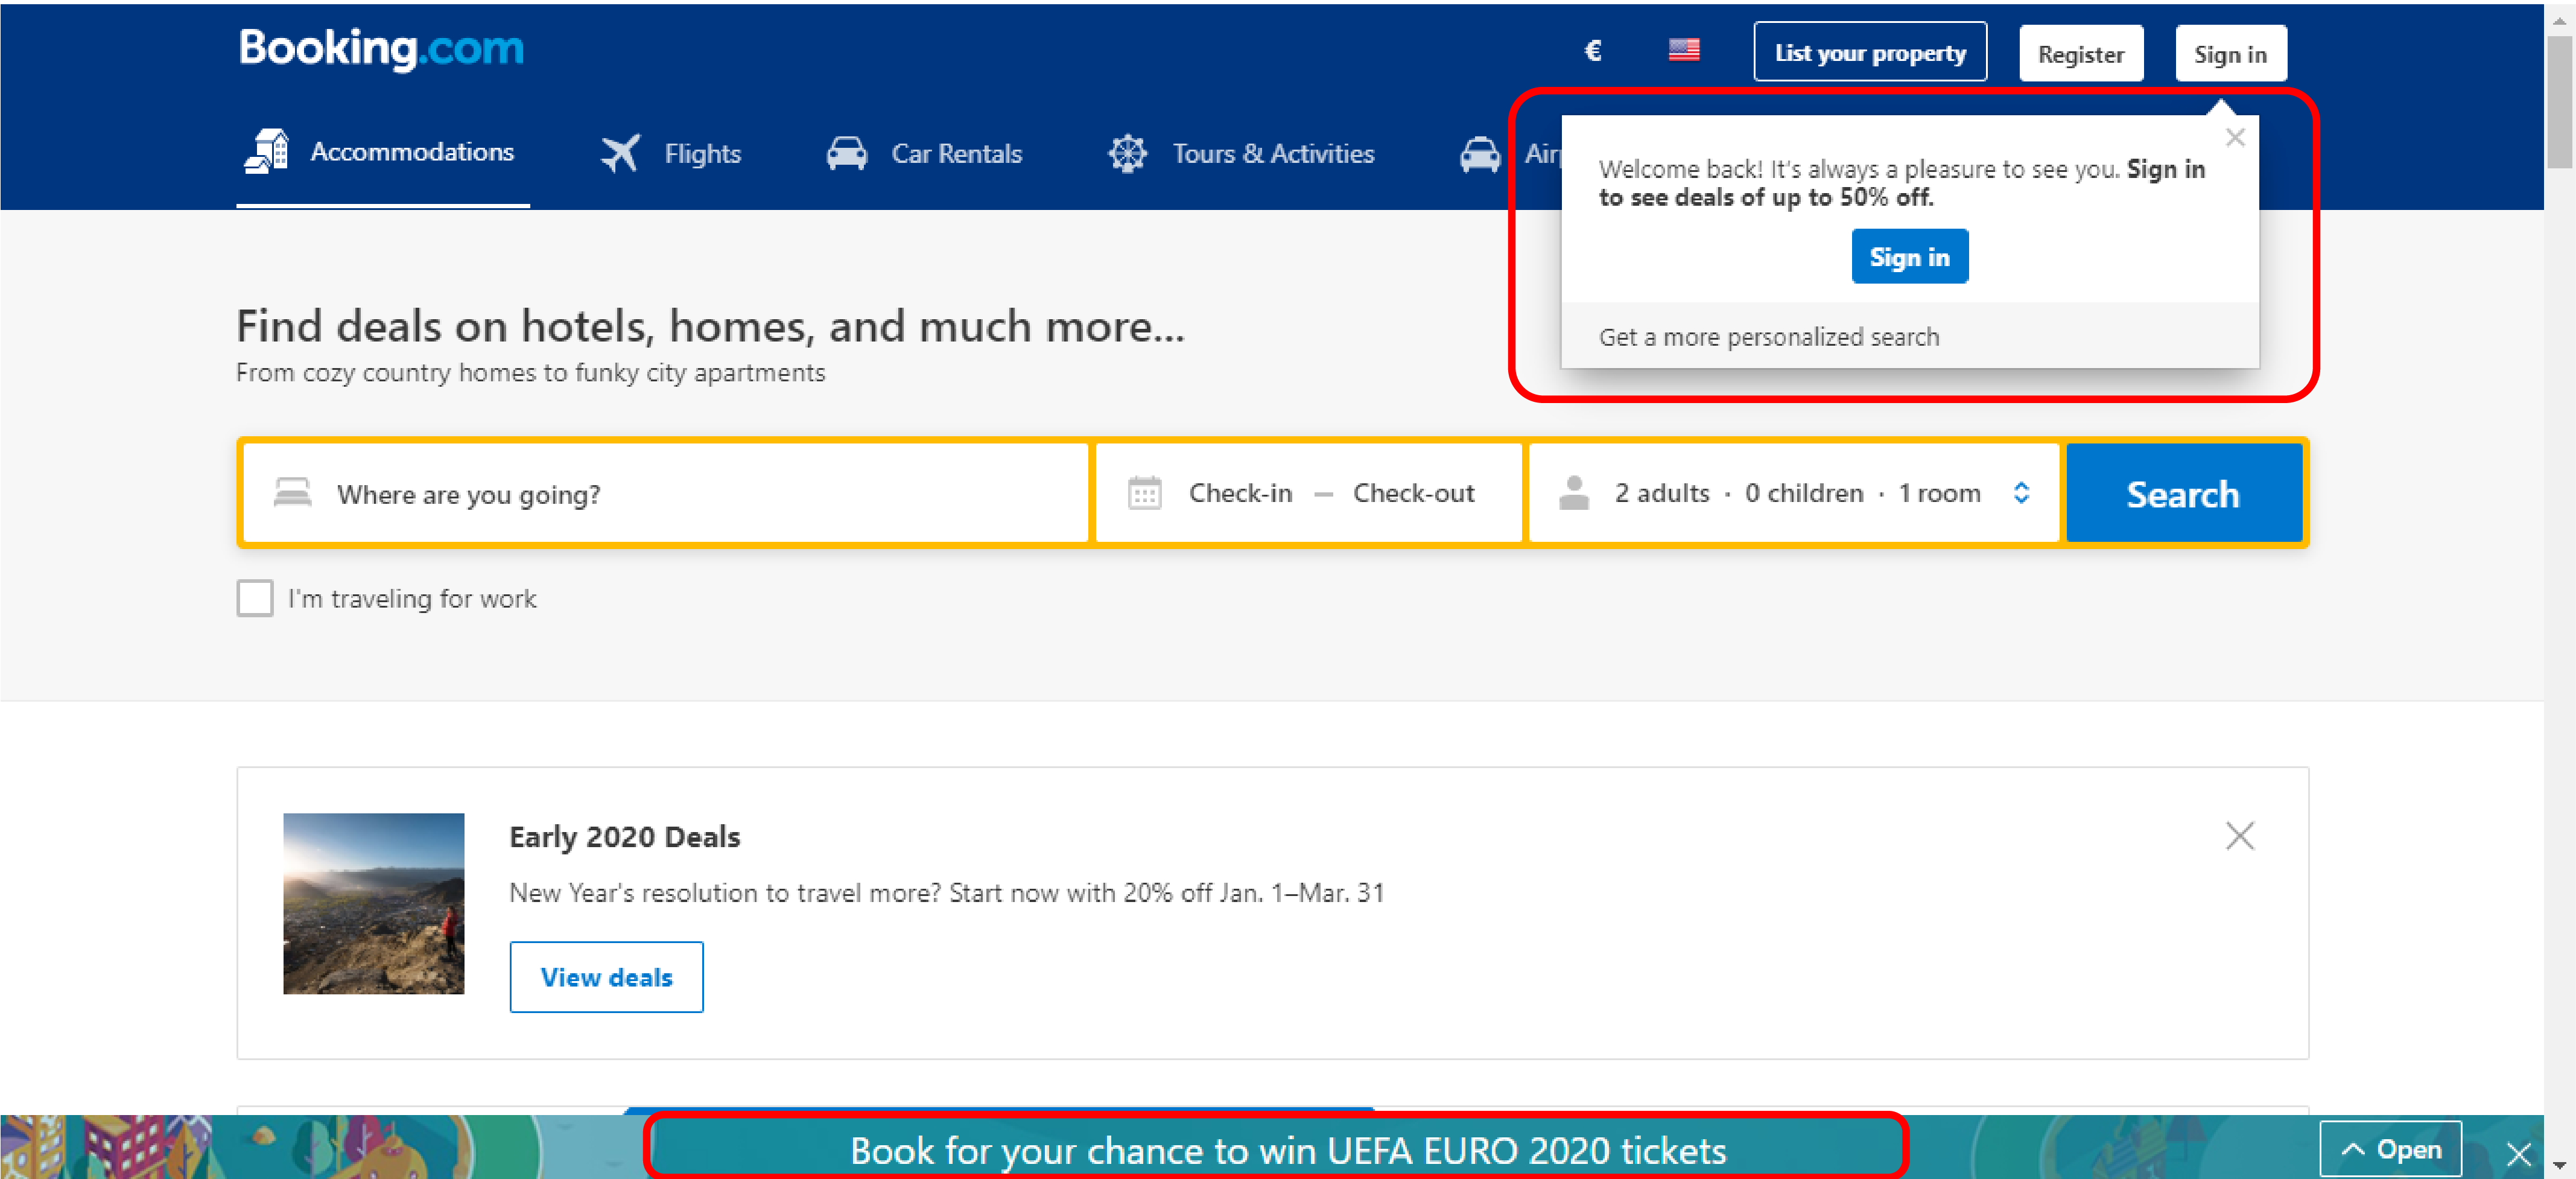 Booking.com
€
List your property
Register
Sign in
Accommodations
Flights
Car Rentals
Tours & Activities
Welcome back! It's always a pleasure to see you. Sign in
to see deals of up to 50% off.
Sign in
Get a more personalized search
Find deals on hotels, homes, and much more...
From cozy country homes to funky city apartments
Where are you going?
Check-in — Check-out
2 adults · 0 children · 1 room
Search
I'm traveling for work
Early 2020 Deals
New Year's resolution to travel more? Start now with 20% off Jan. 1–Mar. 31
View deals
Book for your chance to win UEFA EURO 2020 tickets
Open